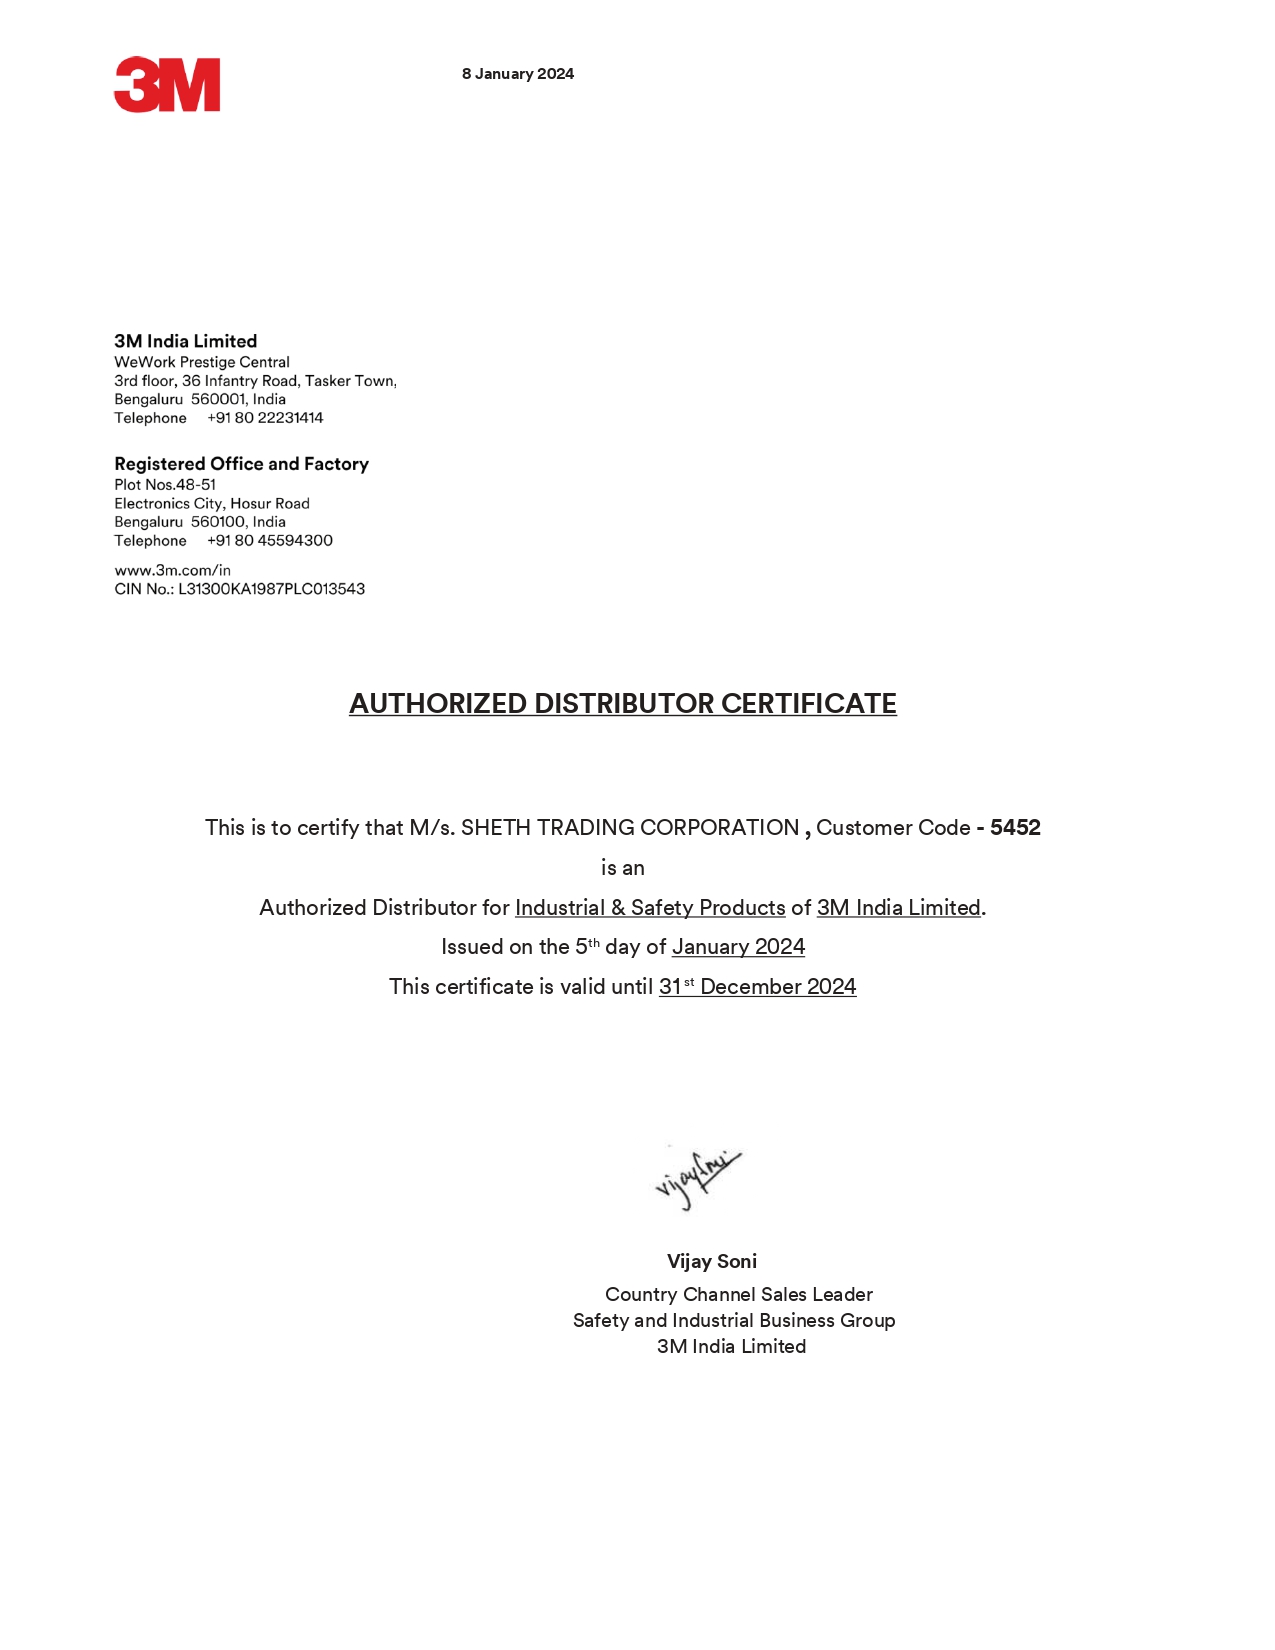 3M
8 January 2024
3M India Limited
WeWork Prestige Central
3rd floor, 36 Infantry Road, Tasker Town,
Bengaluru 560001, India
Telephone +91 80 22231414
Registered Office and Factory
Plot Nos.48-51
Electronics City, Hosur Road
Bengaluru 560100, India
Telephone +91 80 45594300
www.3m.com/in
CIN No.: L31300KA1987PLC013543
AUTHORIZED DISTRIBUTOR CERTIFICATE
This is to certify that M/s. SHETH TRADING CORPORATION , Customer Code - 5452
is an
Authorized Distributor for Industrial & Safety Products of 3M India Limited.
Issued on the 5th day of January 2024
This certificate is valid until 31st December 2024
Vijay Soni
Vijay Soni
Country Channel Sales Leader
Safety and Industrial Business Group
3M India Limited